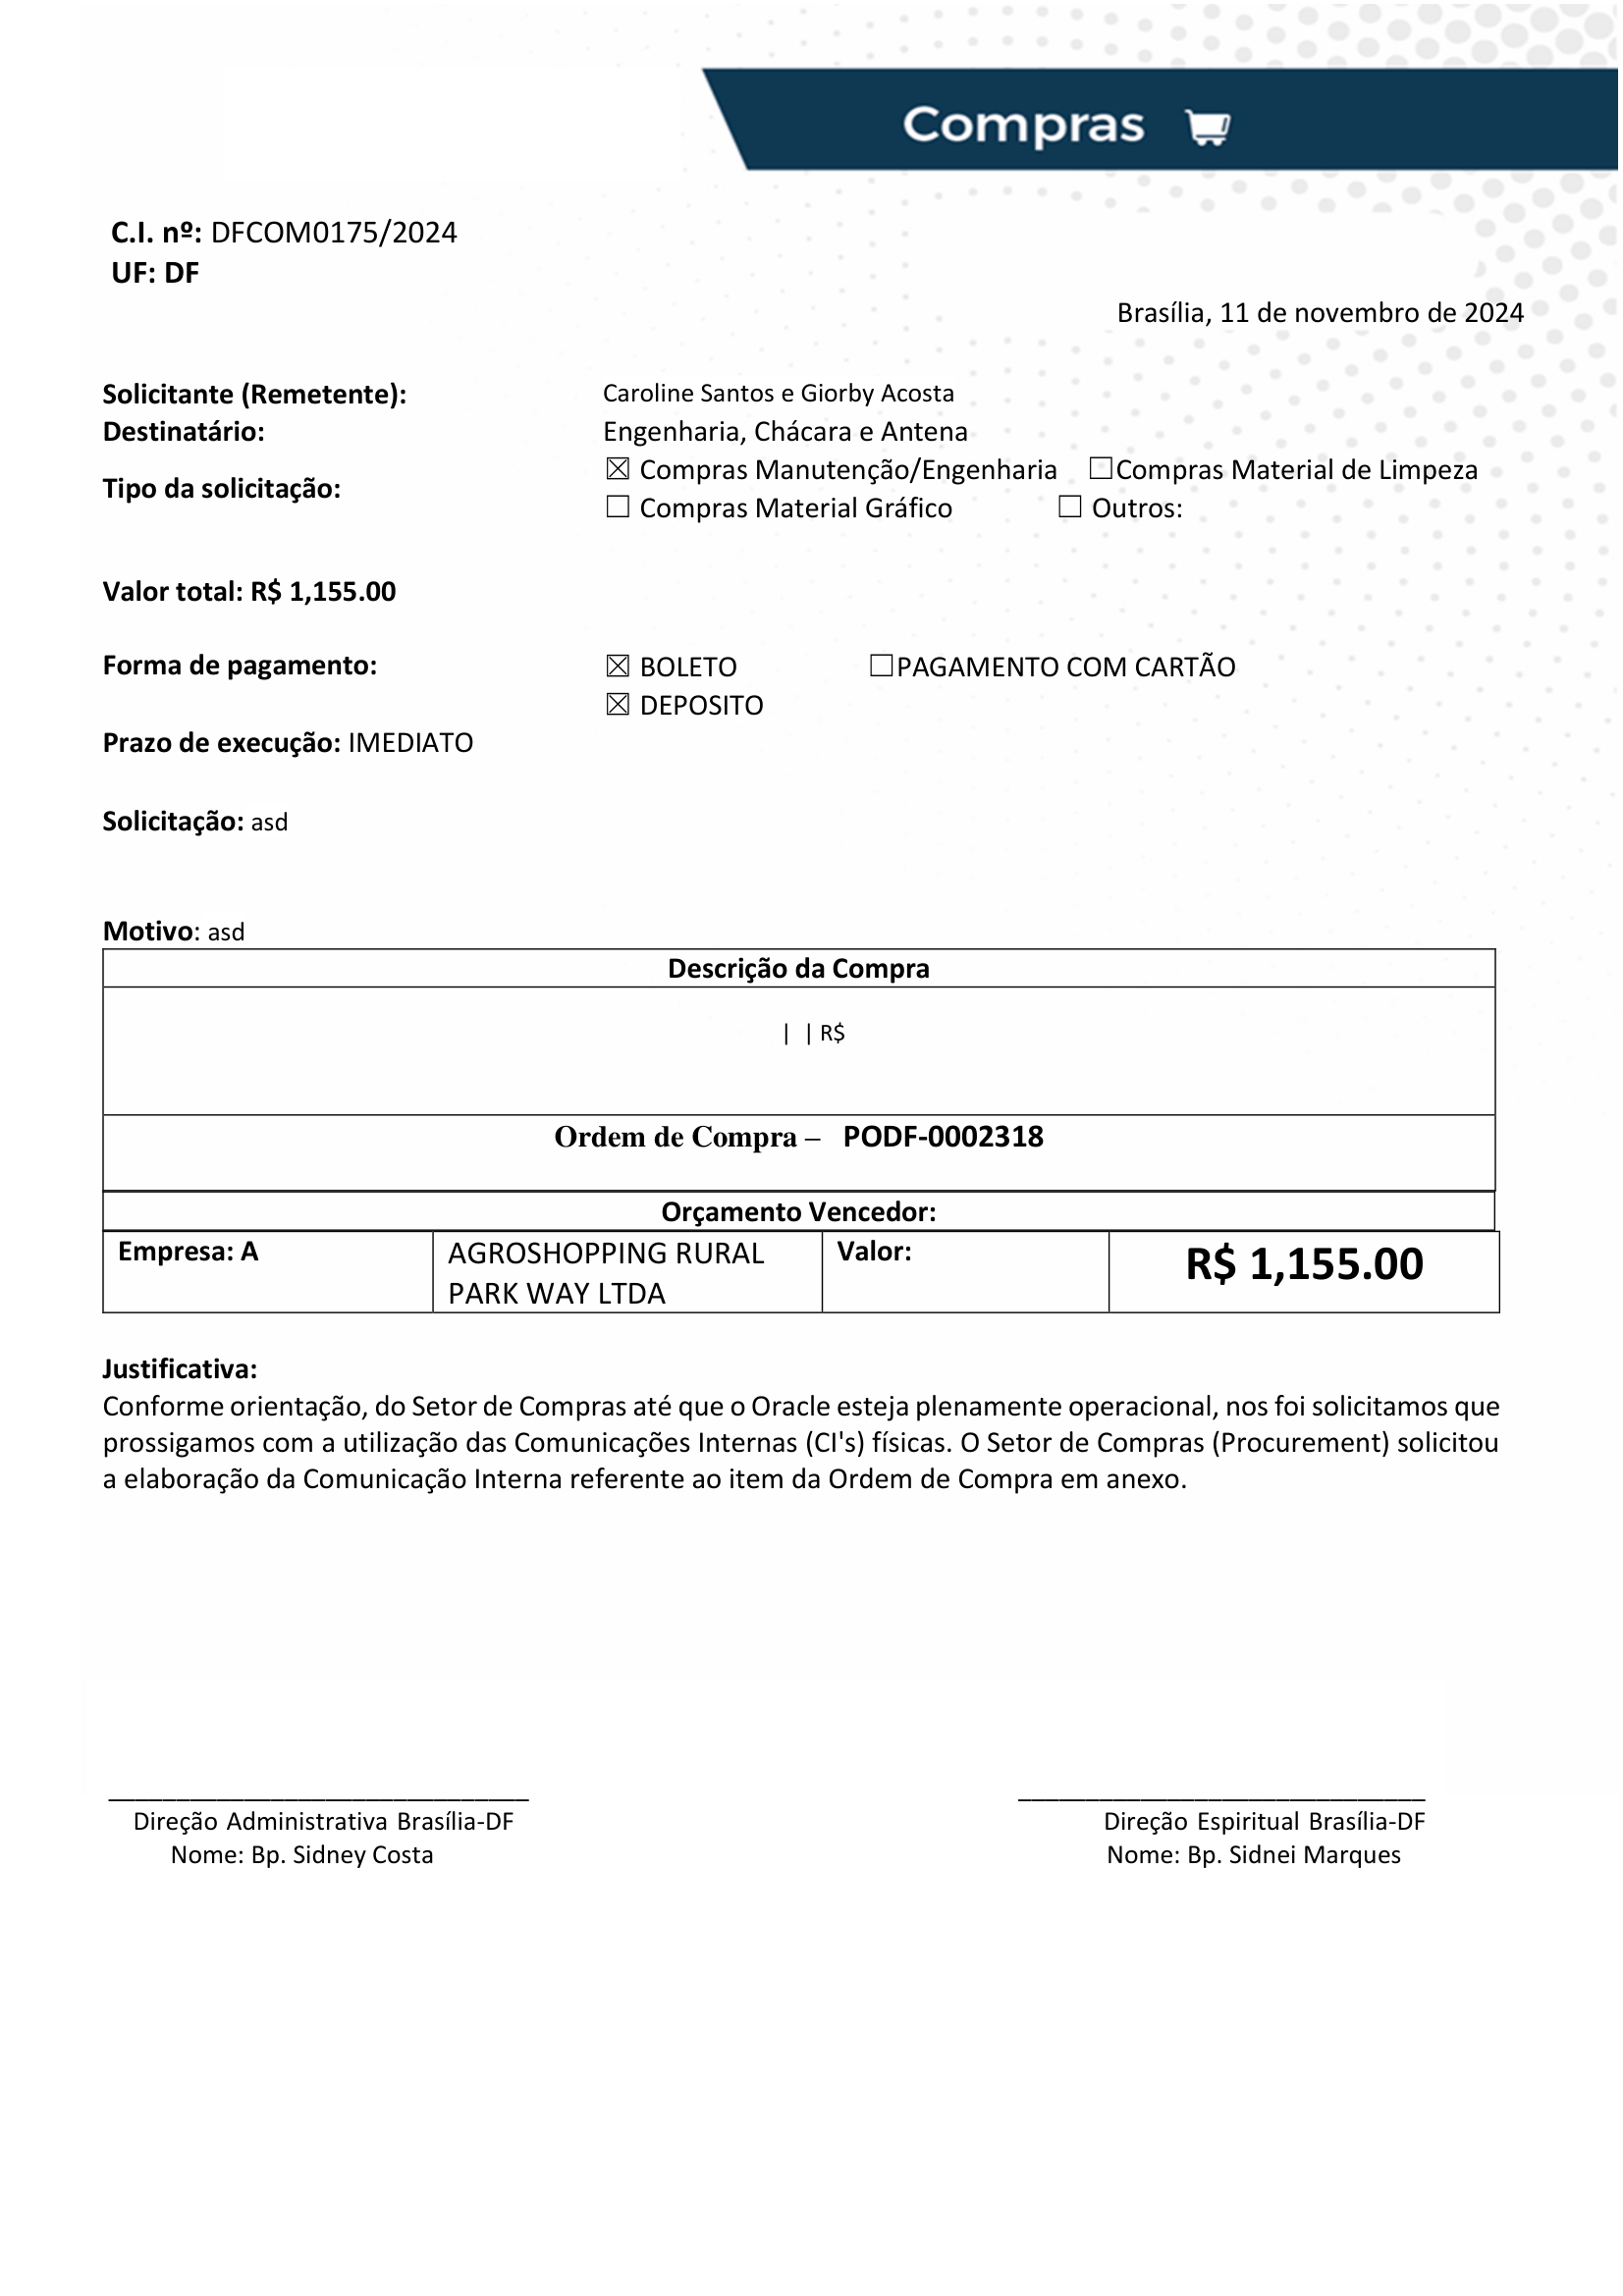 Compras
C.I. nº: DFCOM0175/2024
UF: DF
Brasília, 11 de novembro de 2024
Solicitante (Remetente): Caroline Santos e Giorby Acosta
Destinatário: Engenharia, Chácara e Antena
Tipo da solicitação: ☒ Compras Manutenção/Engenharia ☐Compras Material de Limpeza
☐ Compras Material Gráfico ☐ Outros:
Valor total: R$ 1,155.00
Forma de pagamento: ☒ BOLETO ☐PAGAMENTO COM CARTÃO
☒ DEPOSITO
Prazo de execução: IMEDIATO
Solicitação: asd
Motivo: asd
Descrição da Compra
| | R$
Ordem de Compra – PODF-0002318
Orçamento Vencedor:
Empresa: A AGROSHOPPING RURAL Valor: R$ 1,155.00
PARK WAY LTDA
Justificativa:
Conforme orientação, do Setor de Compras até que o Oracle esteja plenamente operacional, nos foi solicitamos que
prossigamos com a utilização das Comunicações Internas (CI's) físicas. O Setor de Compras (Procurement) solicitou
a elaboração da Comunicação Interna referente ao item da Ordem de Compra em anexo.
Direção Administrativa Brasília-DF Direção Espiritual Brasília-DF
Nome: Bp. Sidney Costa Nome: Bp. Sidnei Marques